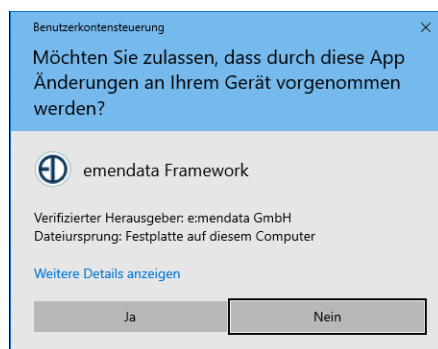 Benutzerkontensteuerung
Möchten Sie zulassen, dass durch diese App
Änderungen an Ihrem Gerät vorgenommen
werden?
emendata Framework
Verifizierter Herausgeber: e:mendata GmbH
Dateiursprung: Festplatte auf diesem Computer
Weitere Details anzeigen
Ja
Nein